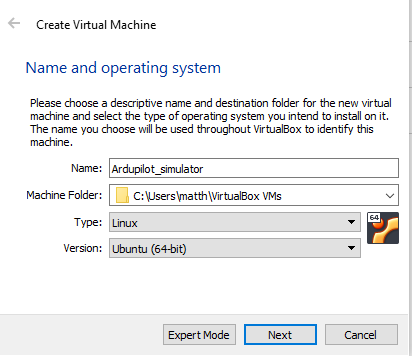 Create Virtual Machine
Name and operating system
Please choose a descriptive name and destination folder for the new virtual
machine and select the type of operating system you intend to install on it.
The name you choose will be used throughout VirtualBox to identify this
machine.
Name: Ardupilot_simulator
Machine Folder: C:\Users\matth\VirtualBox VMs
Type: Linux
64
Version: Ubuntu (64-bit)
Expert Mode Next Cancel